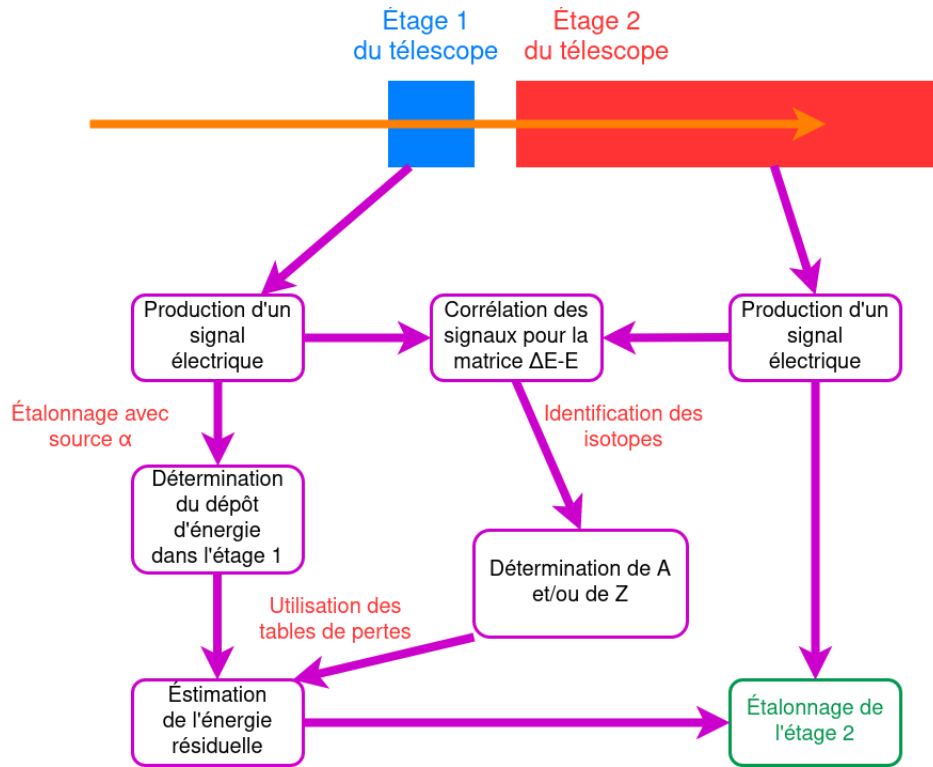 Étage 1
du télescope
Étage 2
du télescope
Production d'un
signal
électrique
Corrélation des
signaux pour la
matrice ΔE-E
Production d'un
signal
électrique
Étalonnage avec
source α
Identification des
isotopes
Détermination
du dépôt
d'énergie
dans l'étage 1
Détermination de A
et/ou de Z
Utilisation des
tables de pertes
Éstimation
de l'énergie
résiduelle
Étalonnage de
l'étage 2